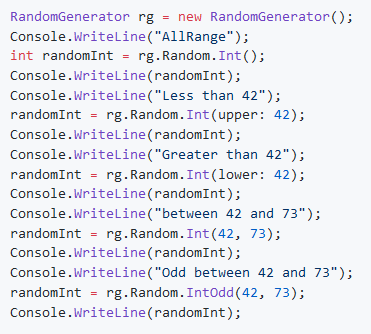 RandomGenerator rg = new RandomGenerator();
Console.WriteLine("AllRange");
int randomInt = rg.Random.Int();
Console.WriteLine(randomInt);
Console.WriteLine("Less than 42");
randomInt = rg.Random.Int(upper: 42);
Console.WriteLine(randomInt);
Console.WriteLine("Greater than 42");
randomInt = rg.Random.Int(lower: 42);
Console.WriteLine(randomInt);
Console.WriteLine("between 42 and 73");
randomInt = rg.Random.Int(42, 73);
Console.WriteLine(randomInt);
Console.WriteLine("Odd between 42 and 73");
randomInt = rg.Random.IntOdd(42, 73);
Console.WriteLine(randomInt);